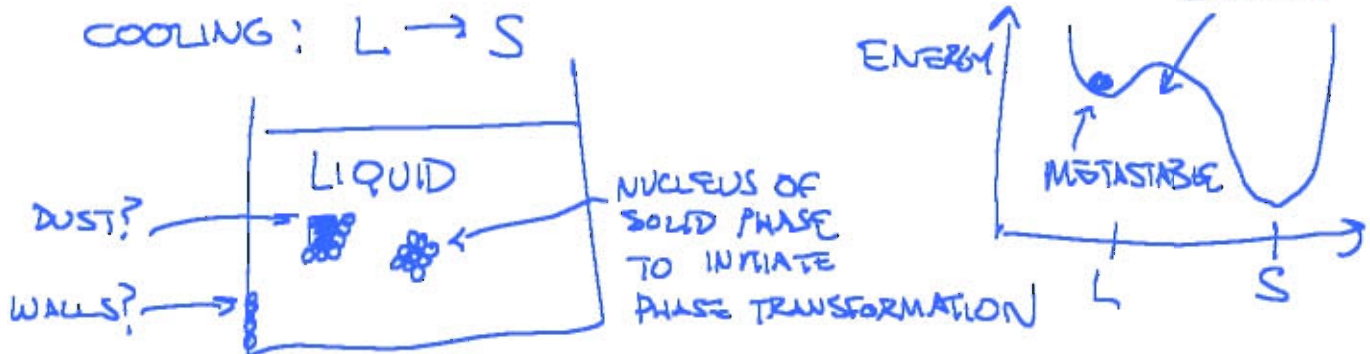 COOLING: L → S
LIQUID
DUST?
WALLS?
NUCLEUS OF
SOLID PHASE
TO INITIATE
PHASE TRANSFORMATION
ENERGY
METASTABLE
L
S